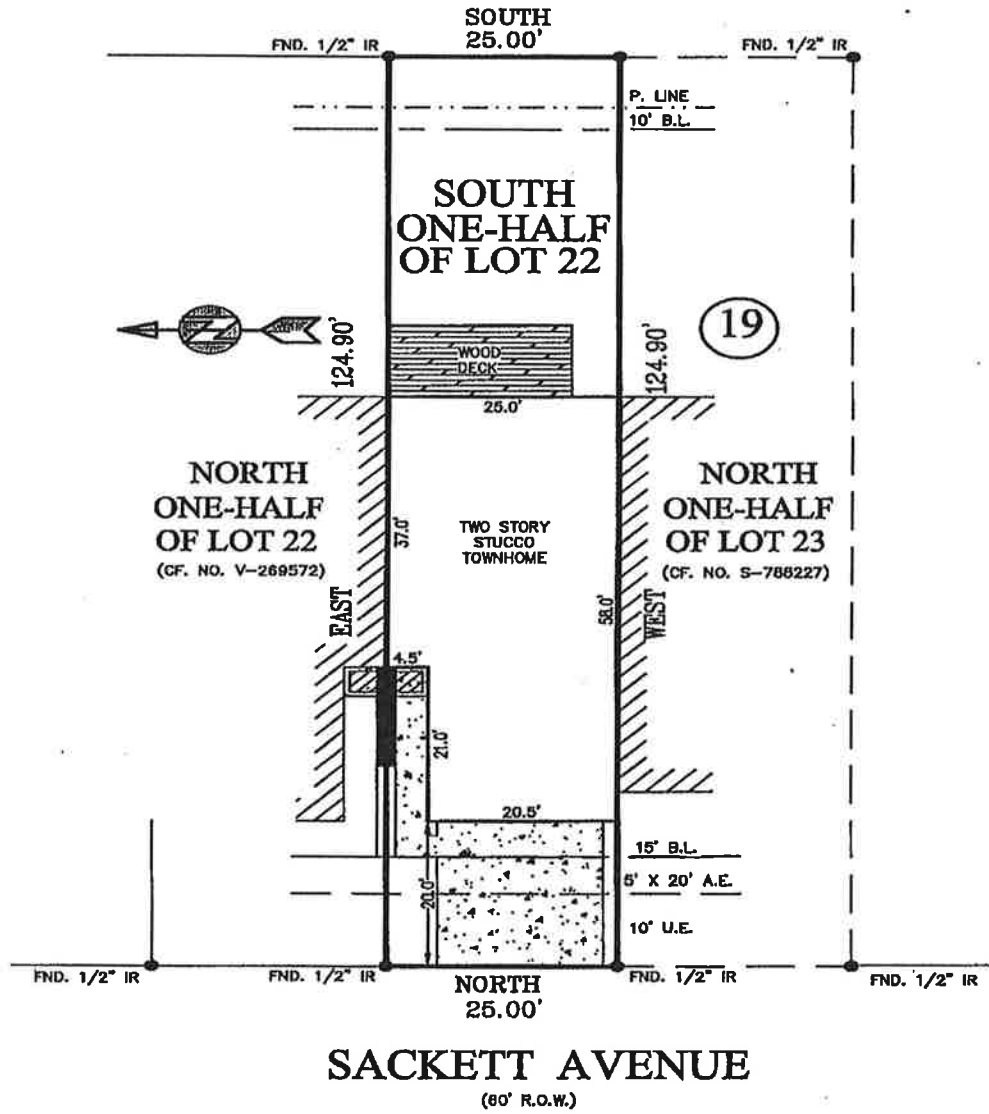 SOUTH
25.00'
FND. 1/2" IR
FND. 1/2" IR
P. LINE
10' B.L.
SOUTH
ONE-HALF
OF LOT 22
19
124.90'
124.90'
WOOD
DECK
25.0'
NORTH
ONE-HALF
OF LOT 22
(CF. NO. V-269572)
37.0'
TWO STORY
STUCCO
TOWNHOME
NORTH
ONE-HALF
OF LOT 23
(CF. NO. S-788227)
EAST
58.0'
WEST
4.5'
21.0'
20.5'
15' B.L.
5' X 20' A.E.
20.0'
10' U.E.
FND. 1/2" IR
FND. 1/2" IR
FND. 1/2" IR
FND. 1/2" IR
NORTH
25.00'
SACKETT AVENUE
(60' R.O.W.)